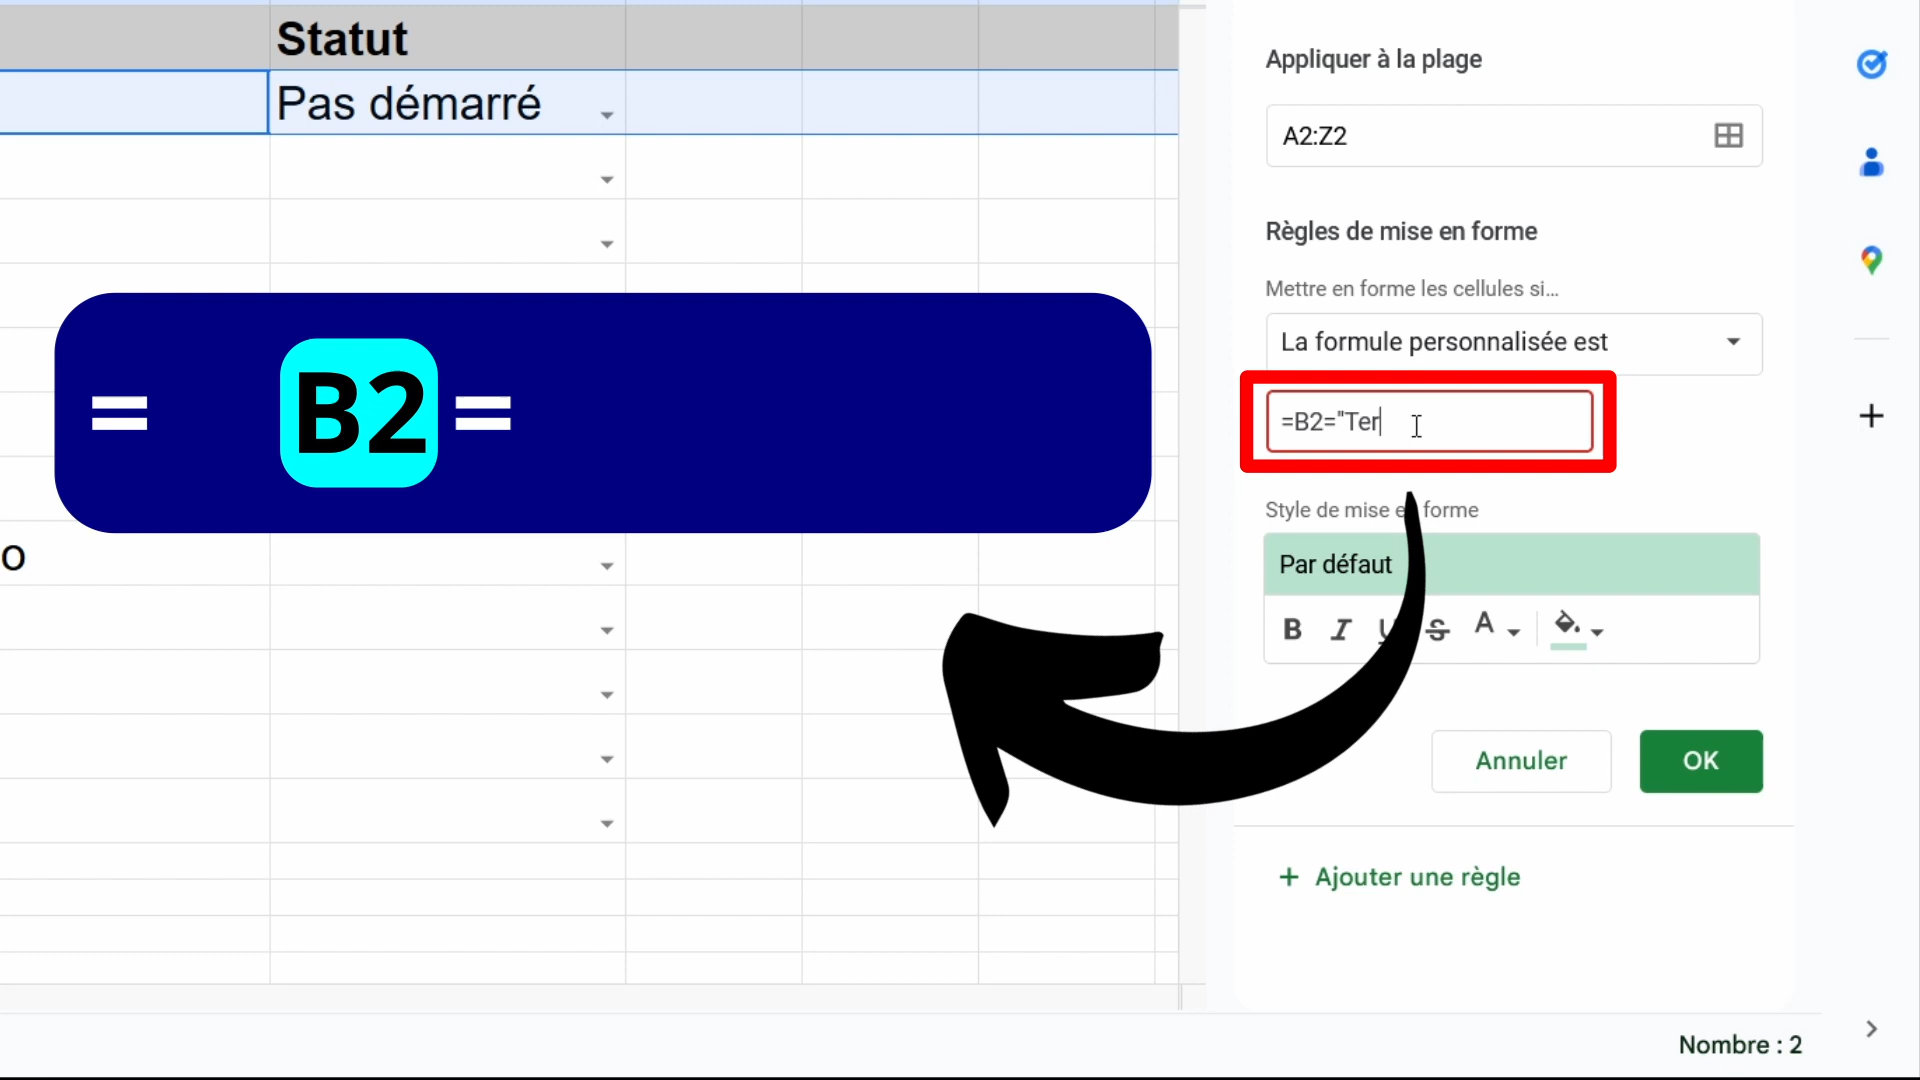 Statut
Pas démarré
= B2 =
o
Appliquer à la plage
A2:Z2
Règles de mise en forme
Mettre en forme les cellules si…
La formule personnalisée est
=B2="Ter
Style de mise en forme
Par défaut
B I U S A
Annuler
OK
+ Ajouter une règle
Nombre : 2